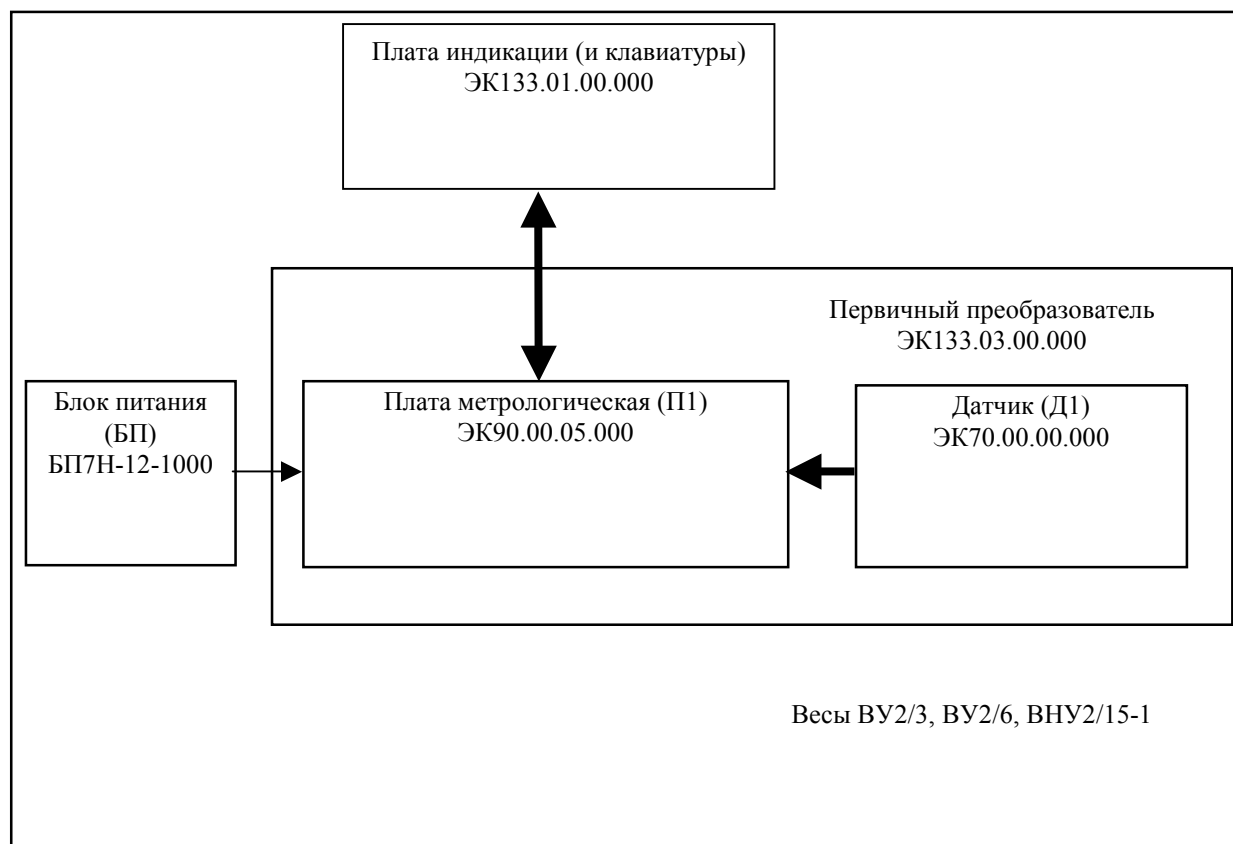 Плата индикации (и клавиатуры)
ЭК133.01.00.000
Первичный преобразователь
ЭК133.03.00.000
Блок питания
(БП)
БП7Н-12-1000
Плата метрологическая (П1)
ЭК90.00.05.000
Датчик (Д1)
ЭК70.00.00.000
Весы ВУ2/3, ВУ2/6, ВНУ2/15-1